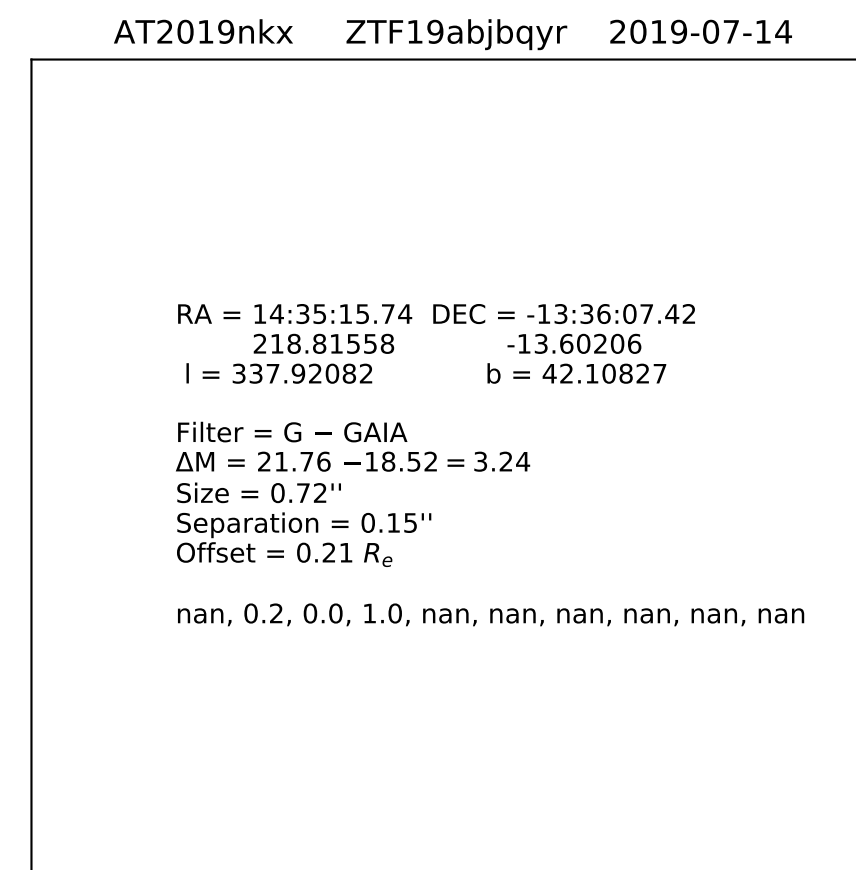 AT2019nkx ZTF19abjbqyr 2019-07-14
RA = 14:35:15.74 DEC = -13:36:07.42
218.81558 -13.60206
l = 337.92082 b = 42.10827
Filter = G − GAIA
ΔM = 21.76 −18.52 = 3.24
Size = 0.72''
Separation = 0.15''
Offset = 0.21 Re
nan, 0.2, 0.0, 1.0, nan, nan, nan, nan, nan, nan